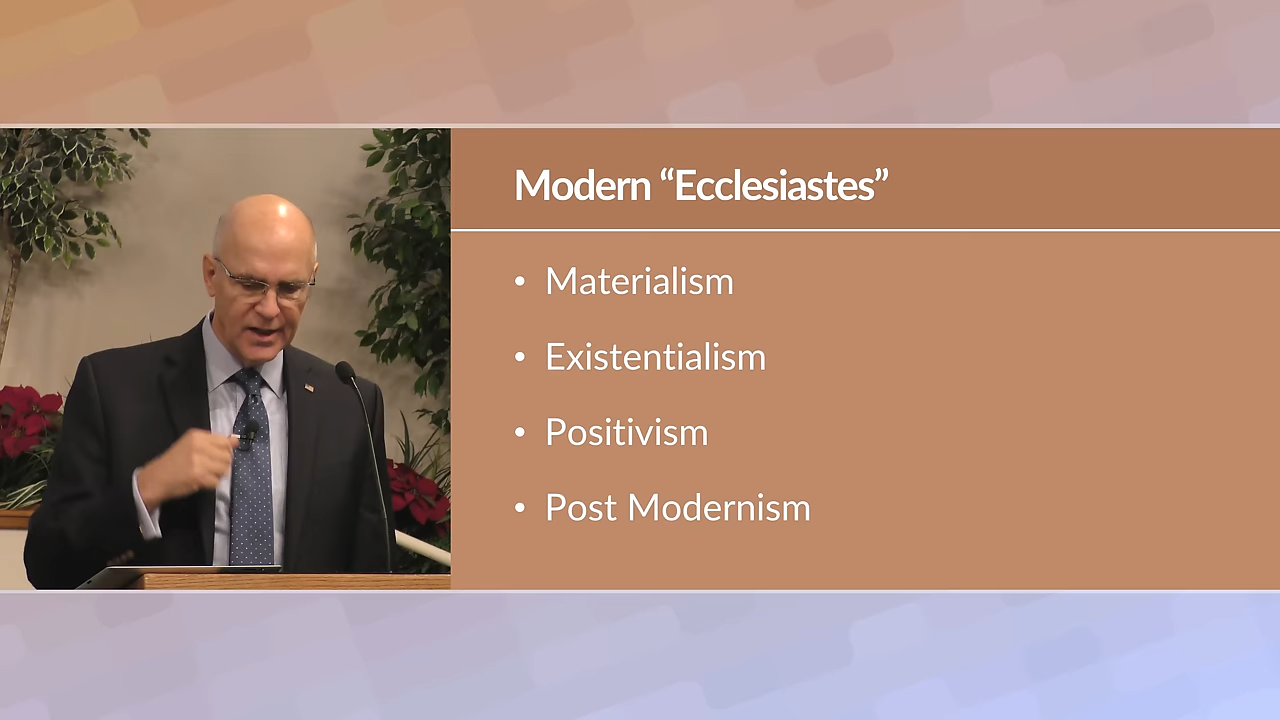 Modern “Ecclesiastes”
• Materialism
• Existentialism
• Positivism
• Post Modernism